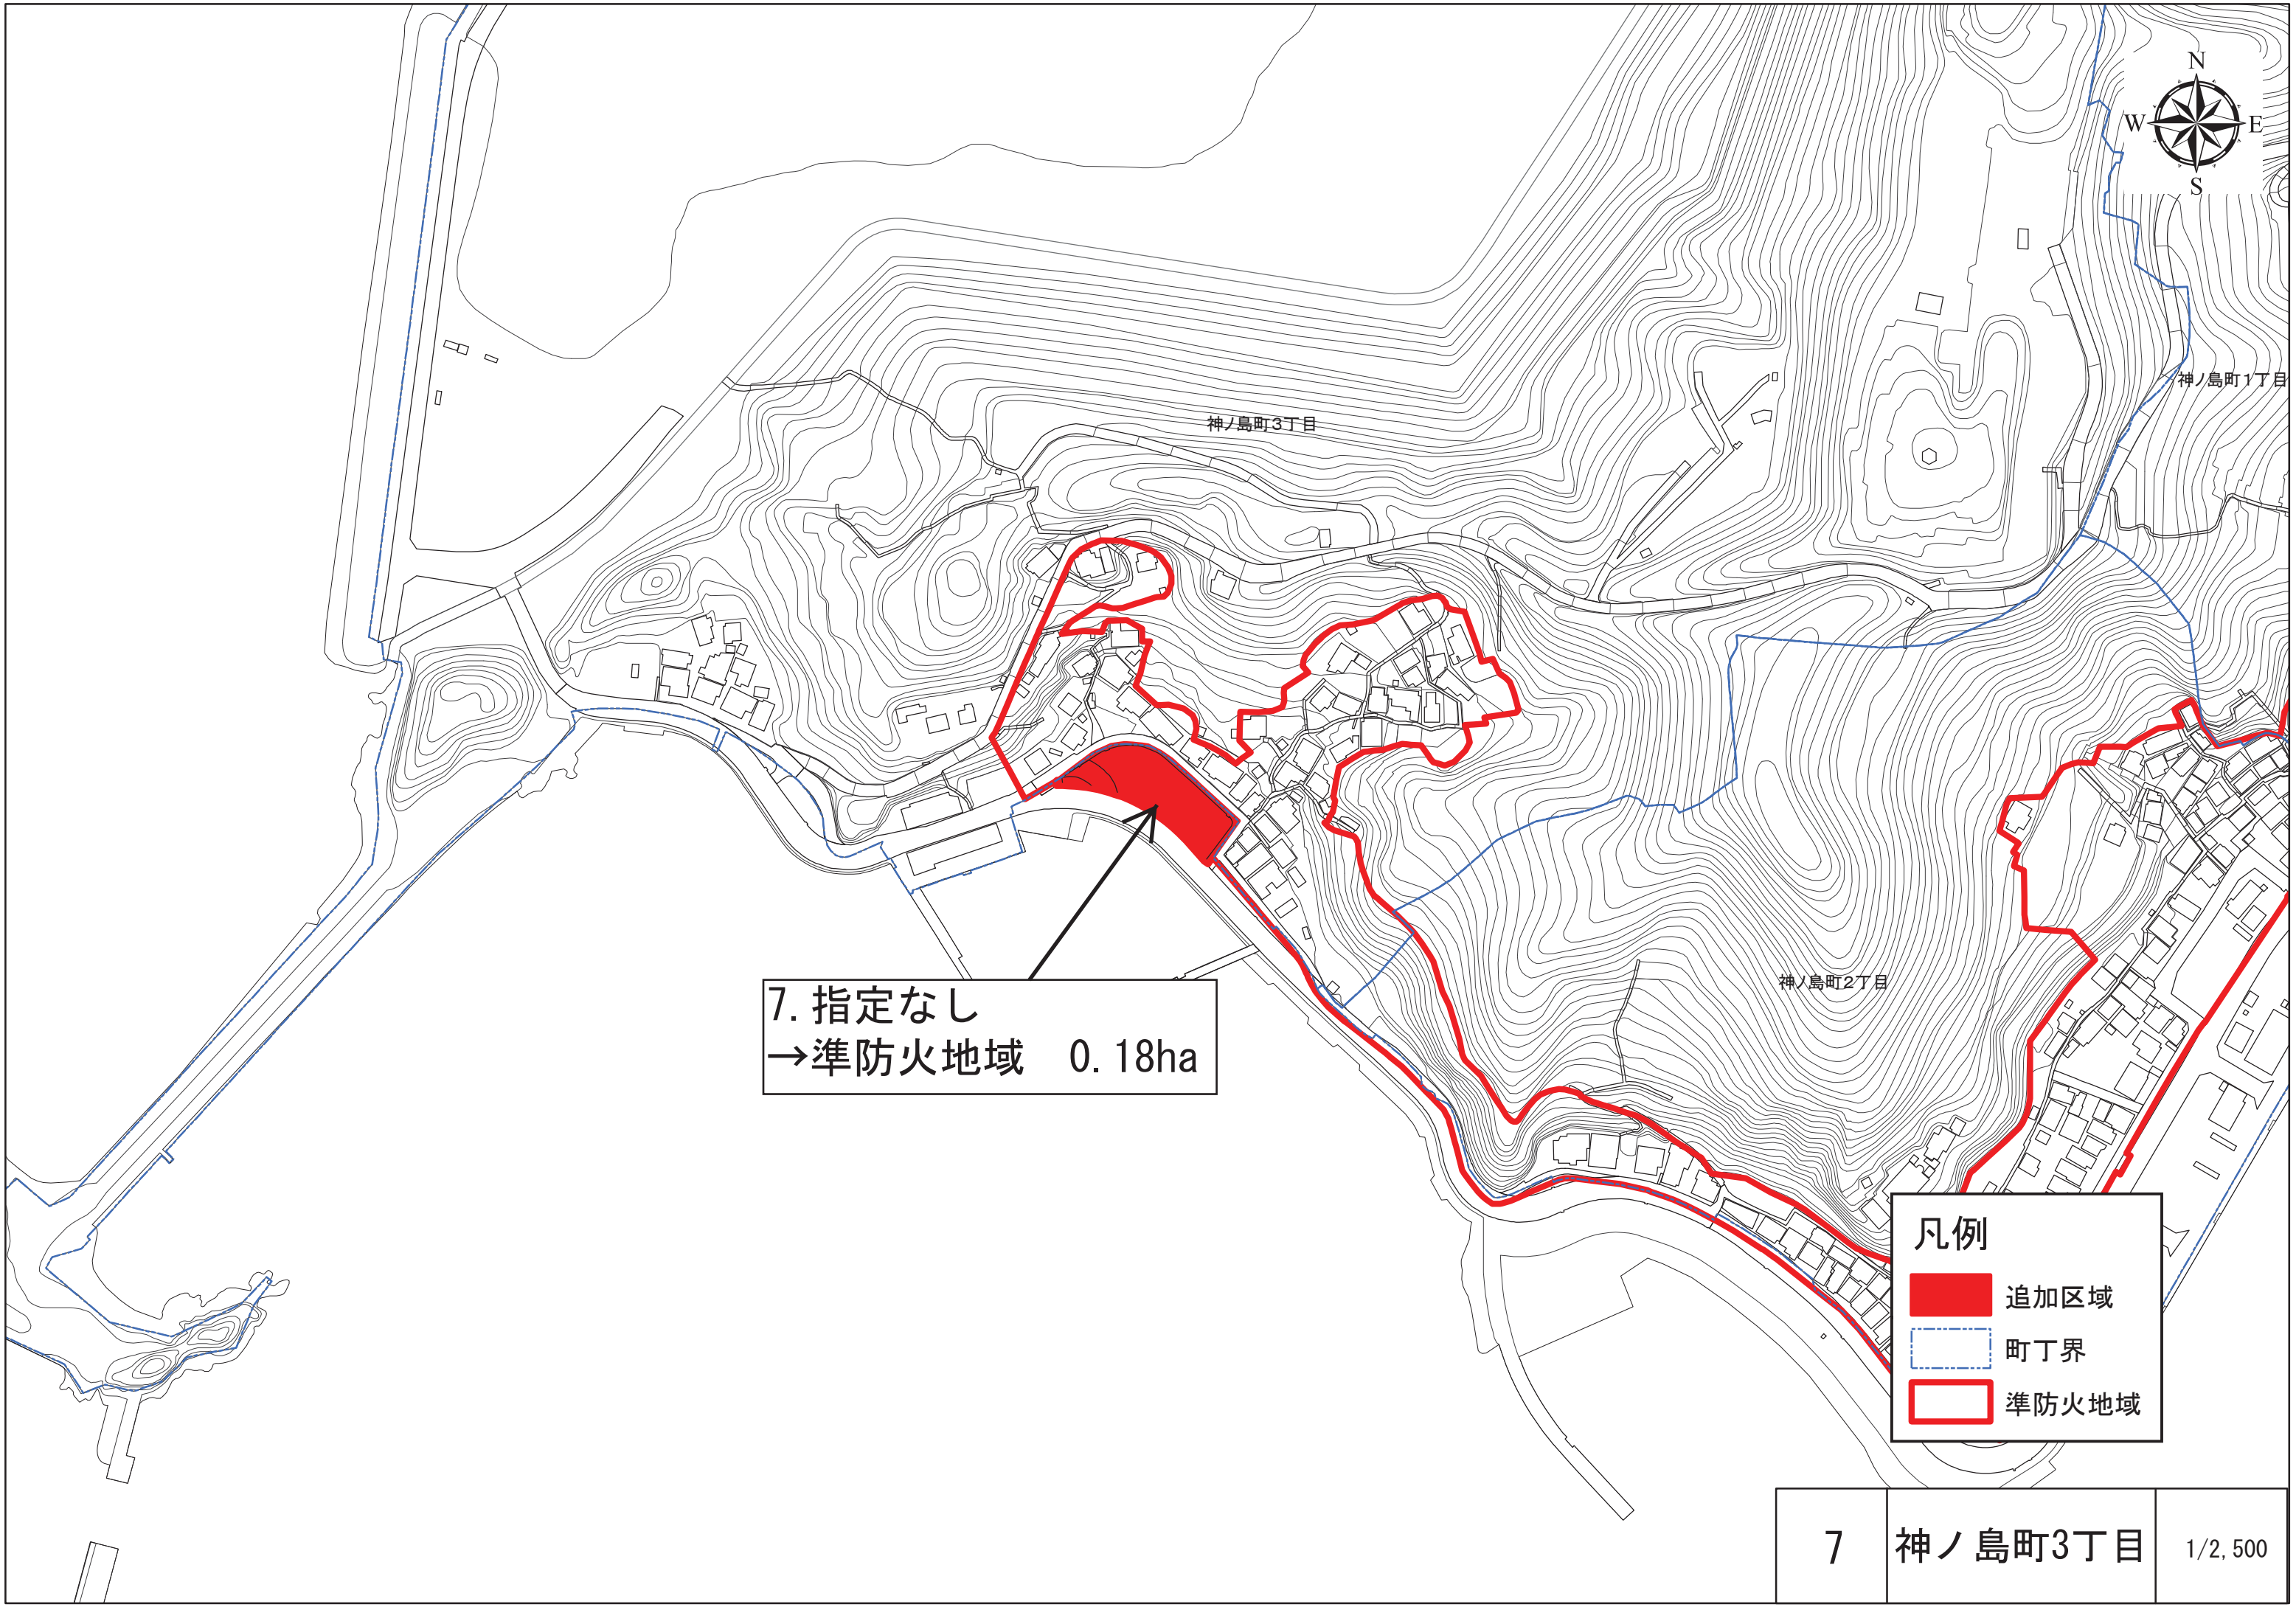 N
W E
S
神ノ島町1丁目
神ノ島町3丁目
神ノ島町2丁目
7. 指定なし
→準防火地域　0.18ha
凡例
追加区域
町丁界
準防火地域
7 神ノ島町3丁目 1/2,500